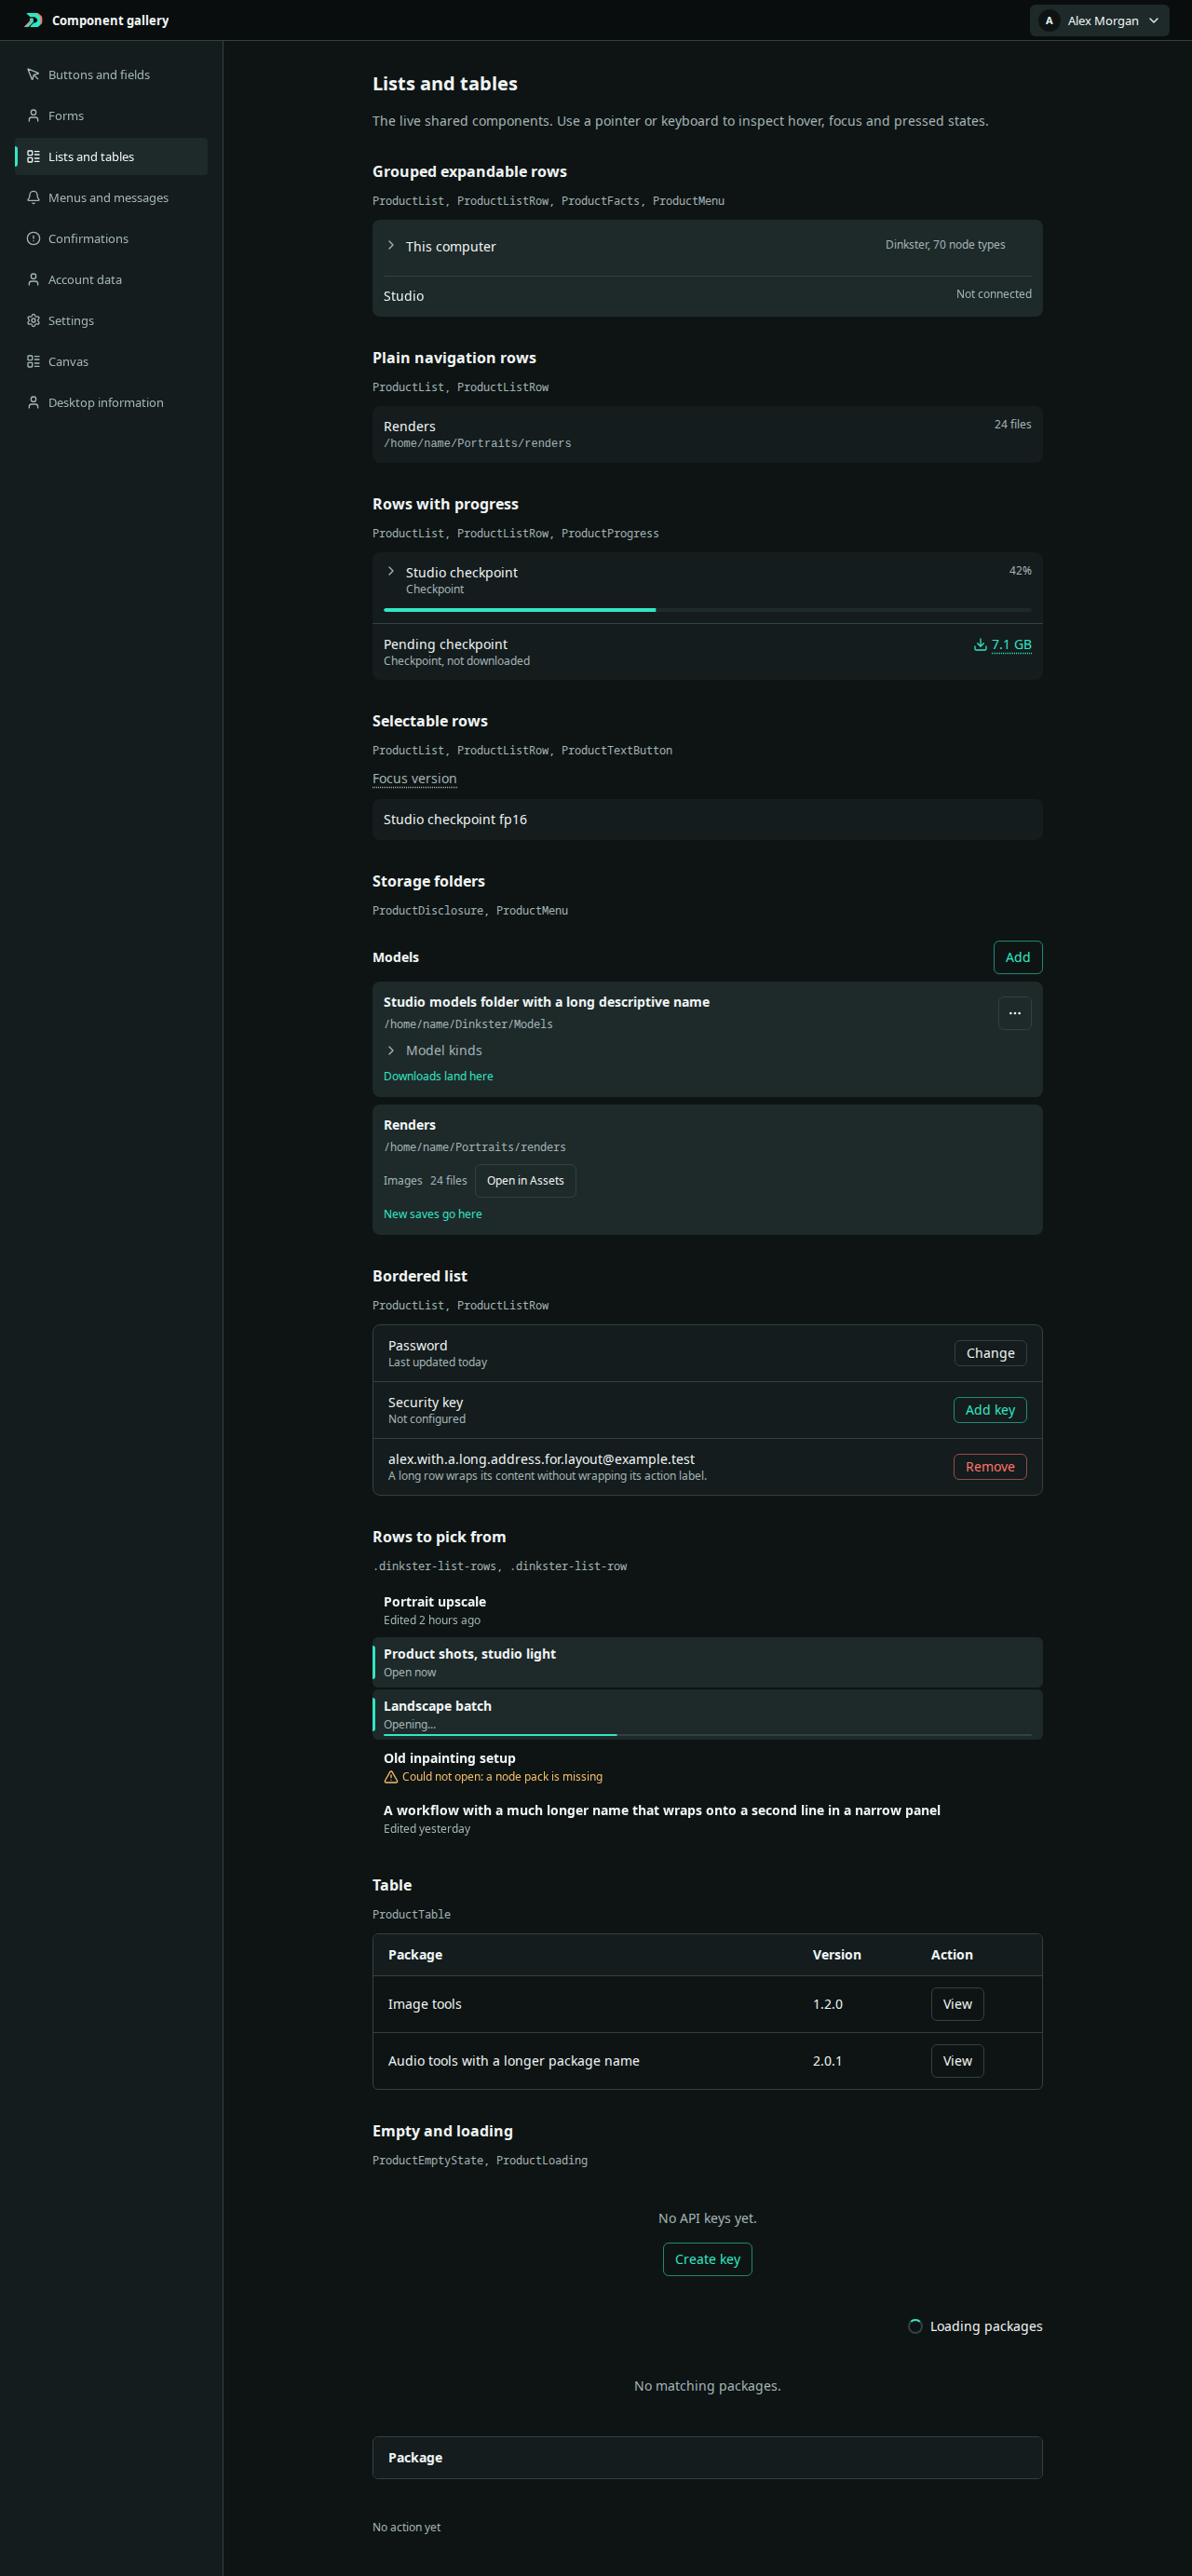 Component gallery
A Alex Morgan
Buttons and fields
Forms
Lists and tables
Menus and messages
Confirmations
Account data
Settings
Canvas
Desktop information
Lists and tables
The live shared components. Use a pointer or keyboard to inspect hover, focus and pressed states.
Grouped expandable rows
ProductList, ProductListRow, ProductFacts, ProductMenu
This computer Dinkster, 70 node types
Studio Not connected
Plain navigation rows
ProductList, ProductListRow
Renders 24 files
/home/name/Portraits/renders
Rows with progress
ProductList, ProductListRow, ProductProgress
Studio checkpoint 42%
Checkpoint
Pending checkpoint 7.1 GB
Checkpoint, not downloaded
Selectable rows
ProductList, ProductListRow, ProductTextButton
Focus version
Studio checkpoint fp16
Storage folders
ProductDisclosure, ProductMenu
Models Add
Studio models folder with a long descriptive name
/home/name/Dinkster/Models
Model kinds
Downloads land here
Renders
/home/name/Portraits/renders
Images 24 files Open in Assets
New saves go here
Bordered list
ProductList, ProductListRow
Password Change
Last updated today
Security key Add key
Not configured
alex.with.a.long.address.for.layout@example.test Remove
A long row wraps its content without wrapping its action label.
Rows to pick from
.dinkster-list-rows, .dinkster-list-row
Portrait upscale
Edited 2 hours ago
Product shots, studio light
Open now
Landscape batch
Opening...
Old inpainting setup
Could not open: a node pack is missing
A workflow with a much longer name that wraps onto a second line in a narrow panel
Edited yesterday
Table
ProductTable
Package Version Action
Image tools 1.2.0 View
Audio tools with a longer package name 2.0.1 View
Empty and loading
ProductEmptyState, ProductLoading
No API keys yet.
Create key
Loading packages
No matching packages.
Package
No action yet